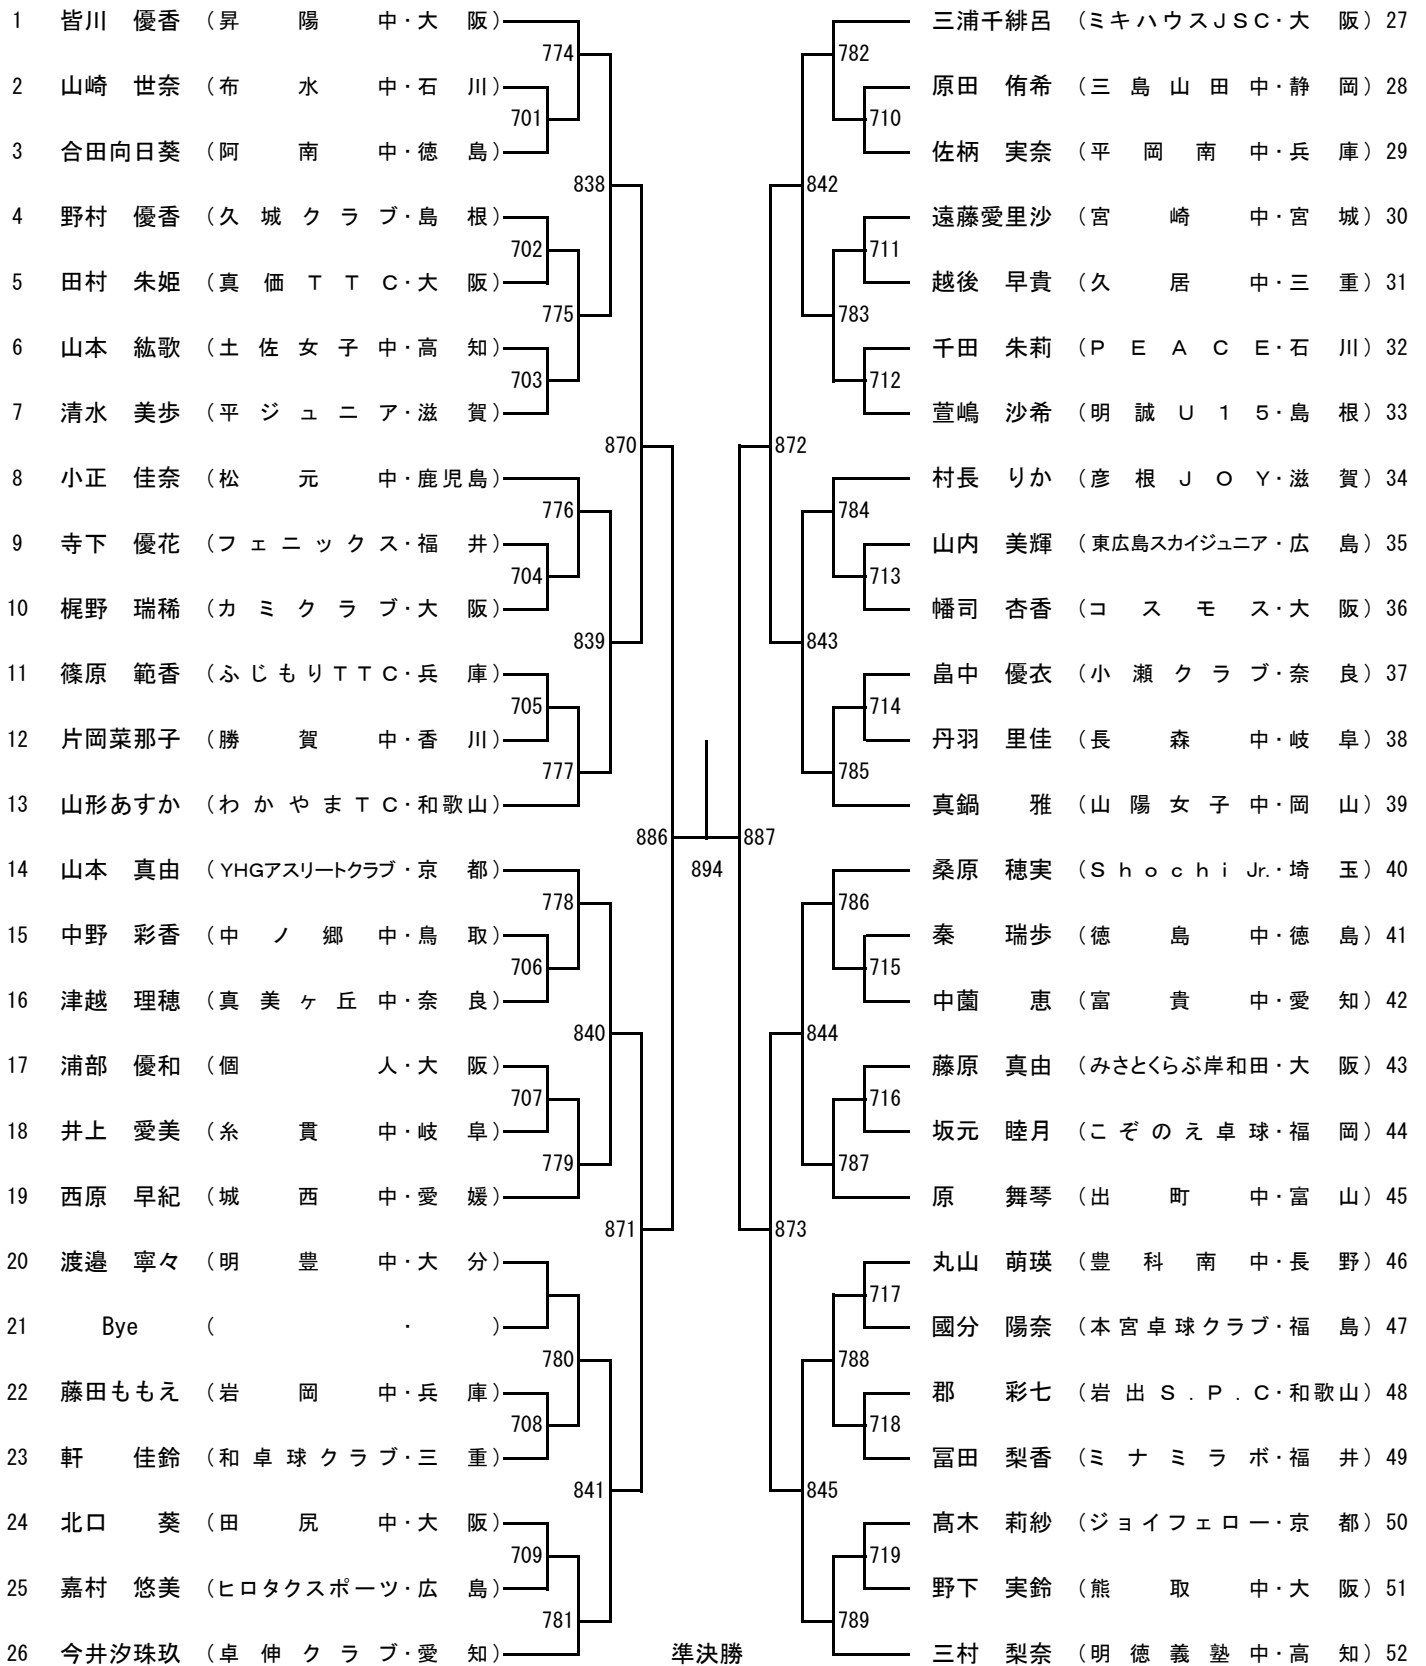 1 皆川 優香 (昇陽中・大阪)
774
2 山崎 世奈 (布水中・石川)
701
3 合田向日葵 (阿南中・徳島)
838
4 野村 優香 (久城クラブ・島根)
702
5 田村 朱姫 (真価TTC・大阪)
775
6 山本 紘歌 (土佐女子中・高知)
703
7 清水 美歩 (平ジュニア・滋賀)
870
8 小正 佳奈 (松元中・鹿児島)
776
9 寺下 優花 (フェニックス・福井)
704
10 梶野 瑞稀 (カミクラブ・大阪)
839
11 篠原 範香 (ふじもりTTC・兵庫)
705
12 片岡菜那子 (勝賀中・香川)
777
13 山形あすか (わかやまTC・和歌山)
886
14 山本 真由 (YHGアスリートクラブ・京都)
778
15 中野 彩香 (中ノ郷中・鳥取)
706
16 津越 理穂 (真美ヶ丘中・奈良)
840
17 浦部 優和 (個人・大阪)
707
18 井上 愛美 (糸貫中・岐阜)
779
19 西原 早紀 (城西中・愛媛)
871
20 渡邉 寧々 (明豊中・大分)
21 Bye (・)
780
22 藤田ももえ (岩岡中・兵庫)
708
23 軒 佳鈴 (和卓球クラブ・三重)
841
24 北口 葵 (田尻中・大阪)
709
25 嘉村 悠美 (ヒロタクスポーツ・広島)
781
26 今井汐珠玖 (卓伸クラブ・愛知)
894
準決勝
三浦千緋呂 (ミキハウスJSC・大阪) 27
782
原田 侑希 (三島山田中・静岡) 28
710
佐柄 実奈 (平岡南中・兵庫) 29
842
遠藤愛里沙 (宮崎中・宮城) 30
711
越後 早貴 (久居中・三重) 31
783
千田 朱莉 (PEACE・石川) 32
712
萱嶋 沙希 (明誠U15・島根) 33
872
村長 りか (彦根JOY・滋賀) 34
784
山内 美輝 (東広島スカイジュニア・広島) 35
713
幡司 杏香 (コスモス・大阪) 36
843
畠中 優衣 (小瀬クラブ・奈良) 37
714
丹羽 里佳 (長森中・岐阜) 38
785
真鍋 雅 (山陽女子中・岡山) 39
887
桑原 穂実 (Shochi Jr.・埼玉) 40
786
秦 瑞歩 (徳島中・徳島) 41
715
中薗 恵 (富貴中・愛知) 42
844
藤原 真由 (みさとくらぶ岸和田・大阪) 43
716
坂元 睦月 (こぞのえ卓球・福岡) 44
787
原 舞琴 (出町中・富山) 45
873
丸山 萌瑛 (豊科南中・長野) 46
717
國分 陽奈 (本宮卓球クラブ・福島) 47
788
郡 彩七 (岩出S.P.C・和歌山) 48
718
冨田 梨香 (ミナミラボ・福井) 49
845
髙木 莉紗 (ジョイフェロー・京都) 50
719
野下 実鈴 (熊取中・大阪) 51
789
三村 梨奈 (明徳義塾中・高知) 52